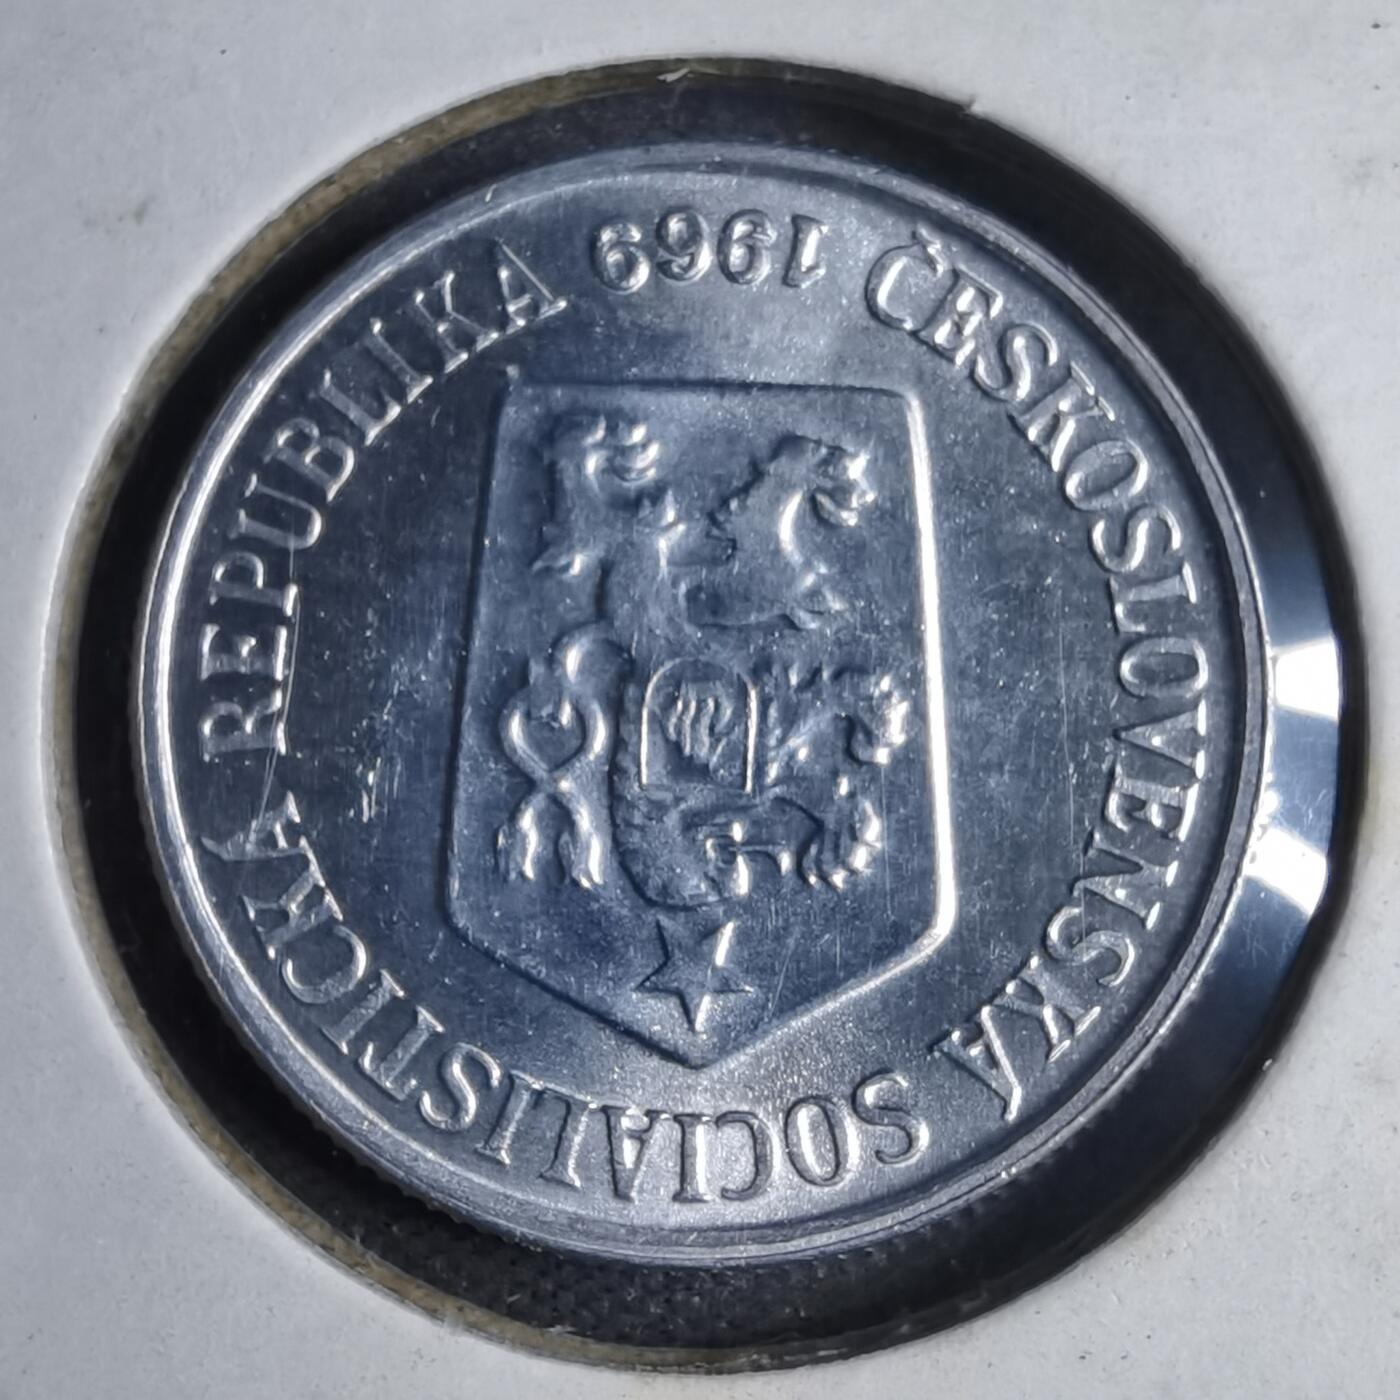 ČESKOSLOVENSKÁ SOCIALISTICKÁ REPUBLIKA
1969